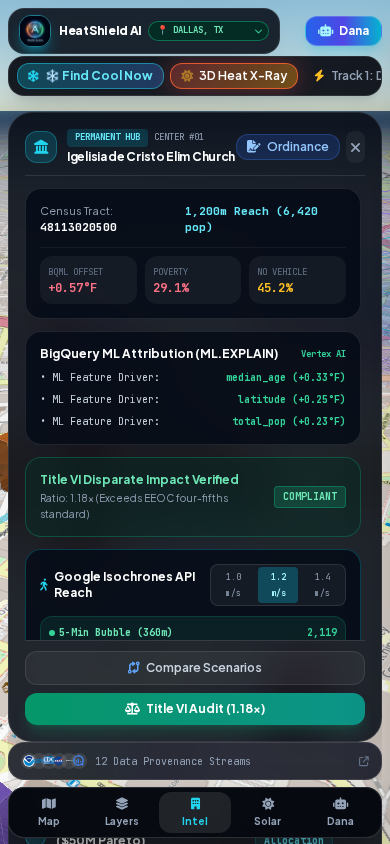 HeatShield AI
DALLAS, TX
Dana
Find Cool Now
3D Heat X-Ray
Track 1: D
PERMANENT HUB
CENTER #01
Igelisia de Cristo Elim Church
Ordinance
Census Tract:
48113020500
1,200m Reach (6,420
pop)
BQML OFFSET
+0.57°F
POVERTY
29.1%
NO VEHICLE
45.2%
BigQuery ML Attribution (ML.EXPLAIN)
Vertex AI
• ML Feature Driver:
median_age (+0.33°F)
• ML Feature Driver:
latitude (+0.25°F)
• ML Feature Driver:
total_pop (+0.23°F)
Title VI Disparate Impact Verified
Ratio: 1.18x (Exceeds EEOC four-fifths
standard)
COMPLIANT
Google Isochrones API
Reach
1.0
m/s
1.2
m/s
1.4
m/s
5-Min Bubble (360m)
2,119
Compare Scenarios
Title VI Audit (1.18x)
12 Data Provenance Streams
Map
Layers
Intel
Solar
Dana
($50M Pareto)
Allocation